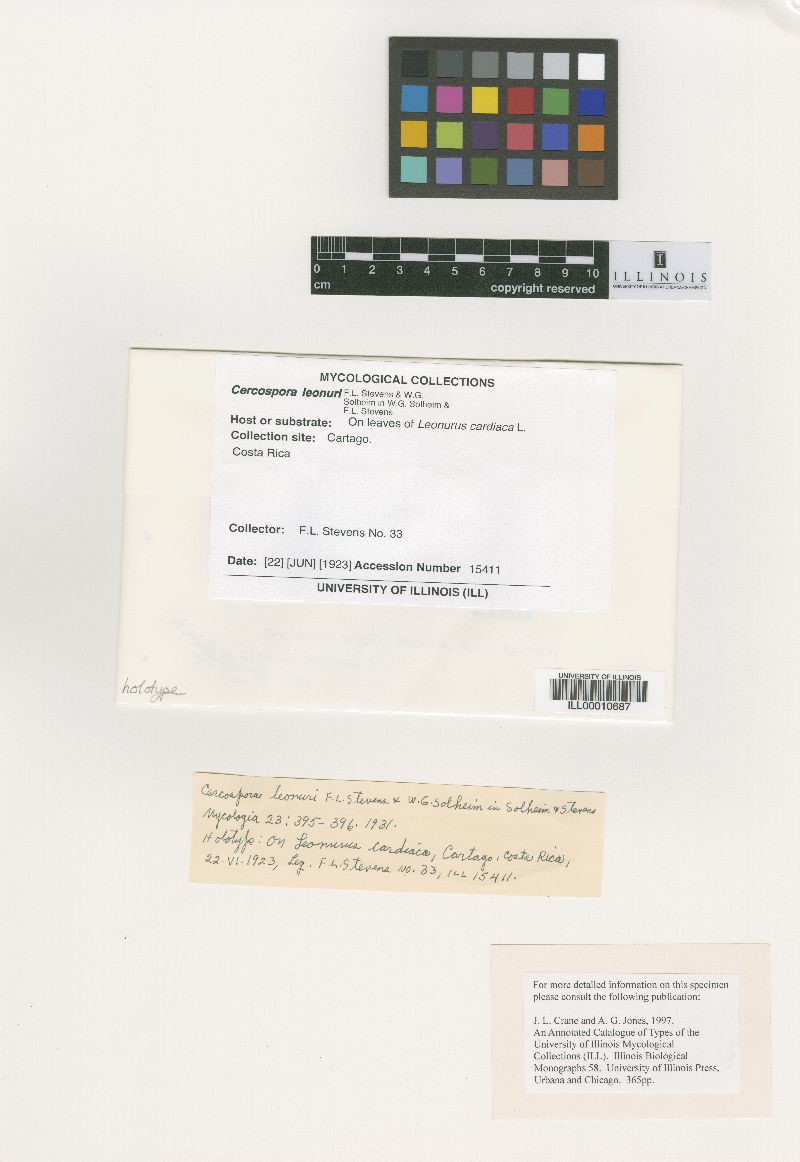 0 1 2 3 4 5 6 7 8 9 10
cm
copyright reserved
I
ILLINOIS
UNIVERSITY OF ILLINOIS AT URBANA-CHAMPAIGN
MYCOLOGICAL COLLECTIONS
Cercospora leonuri F.L. Stevens & W.G.
Solheim in W.G. Solheim &
F.L. Stevens
Host or substrate: On leaves of Leonurus cardiaca L.
Collection site: Cartago.
Costa Rica
Collector: F.L. Stevens No. 33
Date: [22] [JUN] [1923] Accession Number 15411
UNIVERSITY OF ILLINOIS (ILL)
holotype
UNIVERSITY OF ILLINOIS
ILL00010687
Cercospora leonuri F.L. Stevens & W.G. Solheim in Solheim & Stevens
Mycologia 23: 395-396. 1931.
Holotype: On Leonurus cardiaca, Cartago, Costa Rica,
22.VI.1923, Leg. F.L. Stevens No. 33, ILL 15411.
For more detailed information on this specimen
please consult the following publication:
J. L. Crane and A. G. Jones, 1997.
An Annotated Catalogue of Types of the
University of Illinois Mycological
Collections (ILL). Illinois Biological
Monographs 58. University of Illinois Press,
Urbana and Chicago. 365pp.